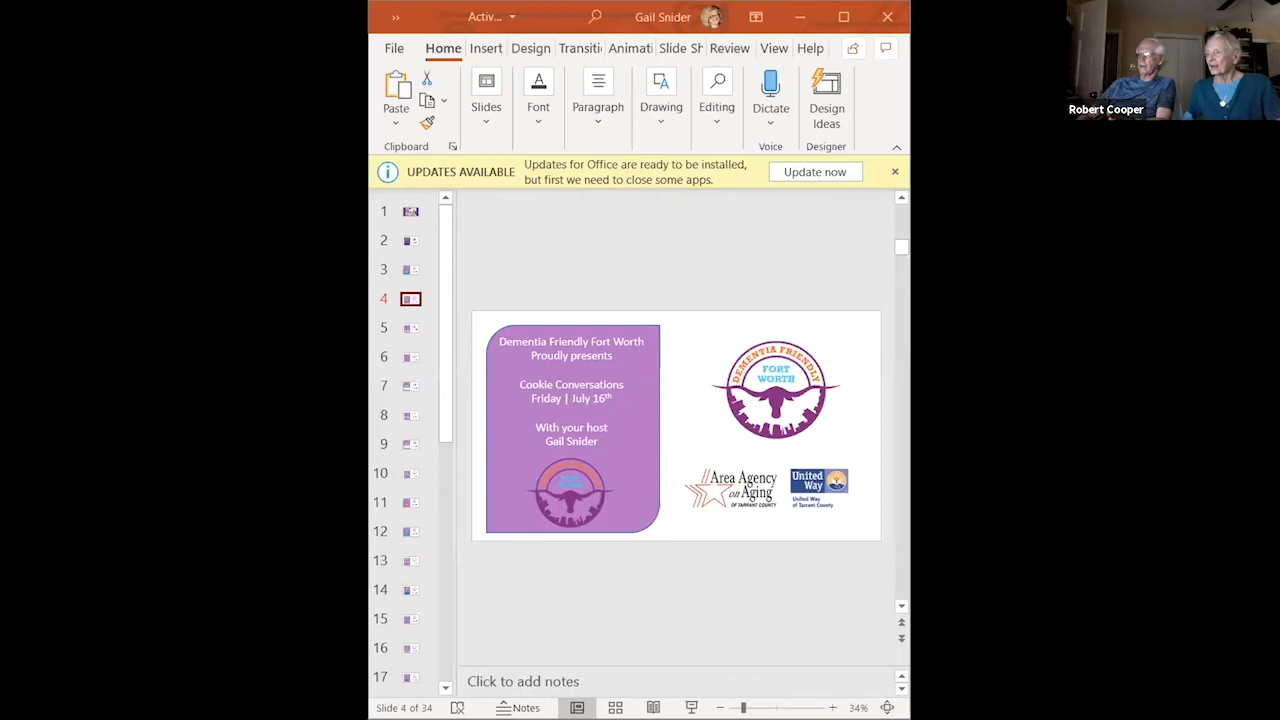 »
Activ...
Gail Snider
File
Home
Insert
Design
Transiti
Animati
Slide Sh
Review
View
Help
Paste
Slides
Font
Paragraph
Drawing
Editing
Dictate
Design
Ideas
Clipboard
Voice
Designer
UPDATES AVAILABLE
Updates for Office are ready to be installed,
but first we need to close some apps.
Update now
1
2
3
4
5
6
7
8
9
10
11
12
13
14
15
16
17
Dementia Friendly Fort Worth
Proudly presents
Cookie Conversations
Friday | July 16th
With your host
Gail Snider
DEMENTIA FRIENDLY
FORT
WORTH
Area Agency
on Aging
OF TARRANT COUNTY
United
Way
United Way
of Tarrant County
Click to add notes
Slide 4 of 34
Notes
34%
Robert Cooper